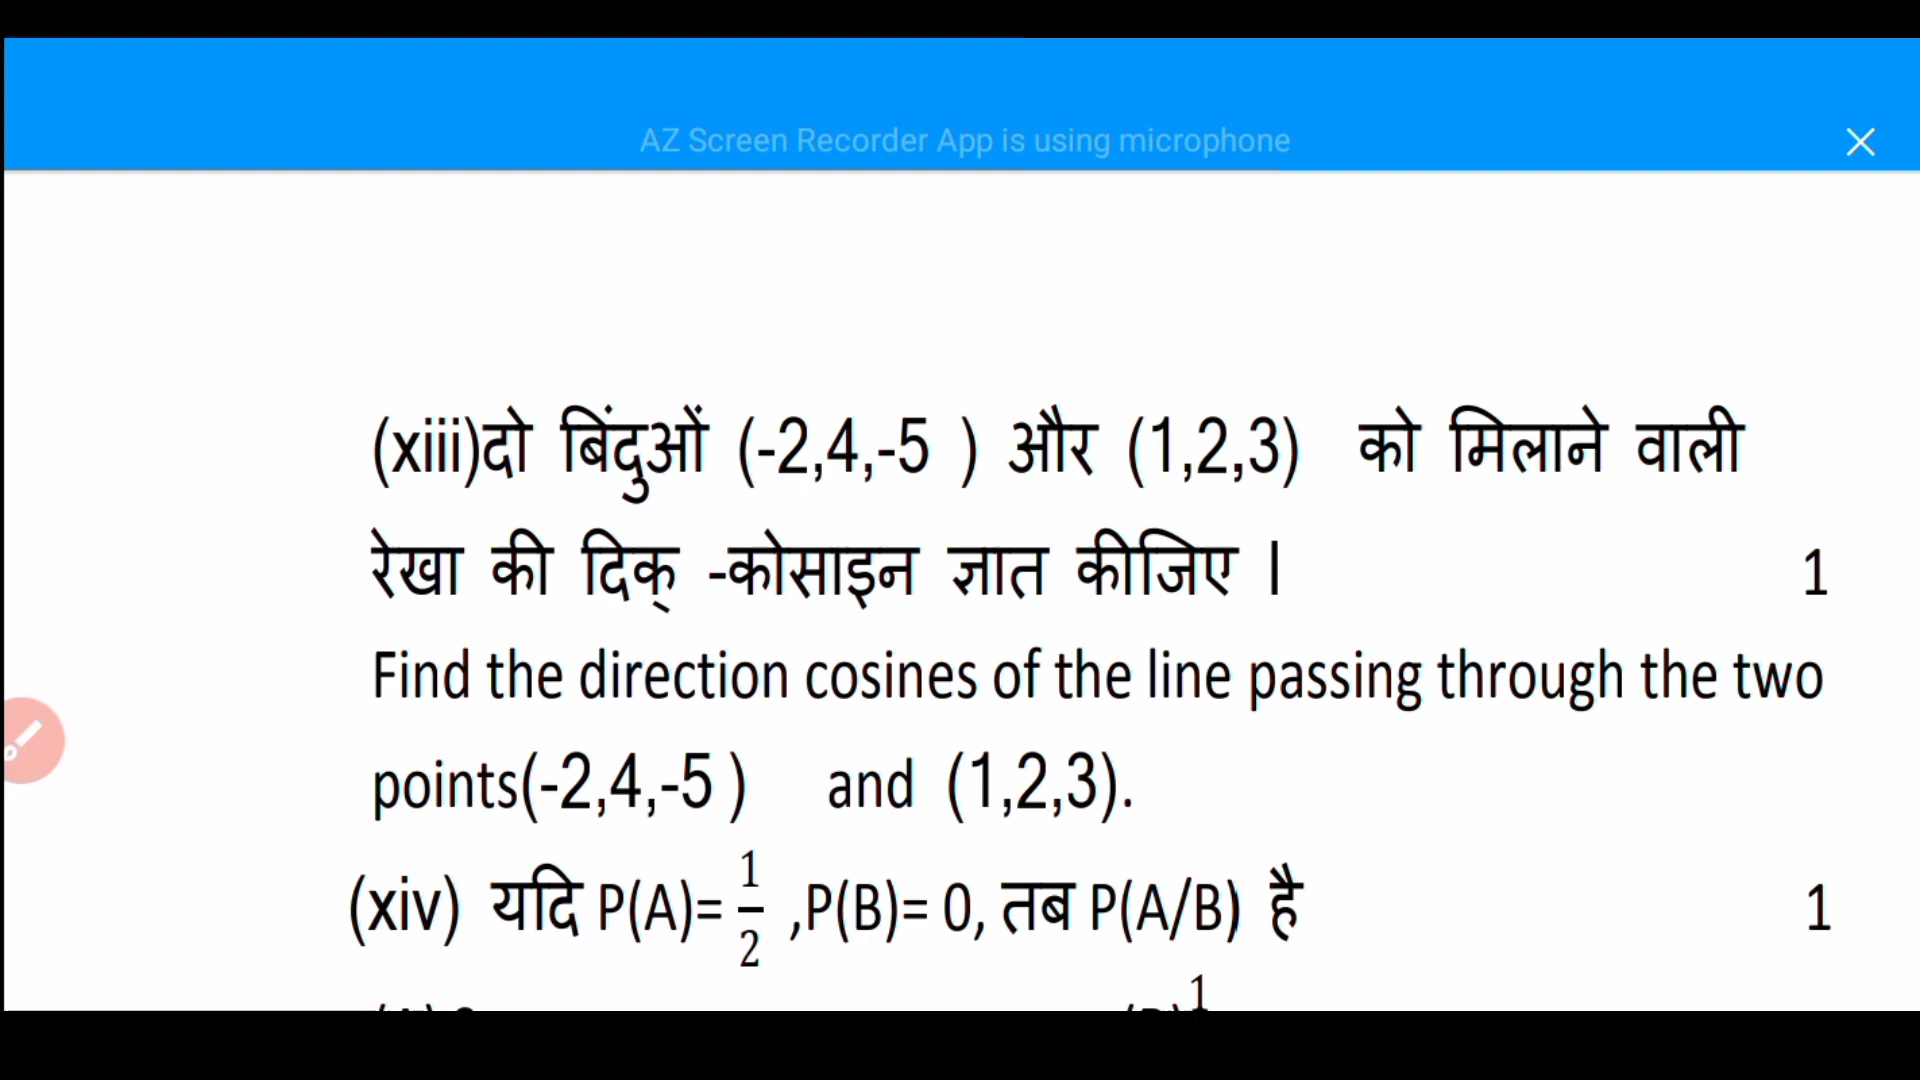 AZ Screen Recorder App is using microphone
(xiii)दो बिंदुओं (-2,4,-5 ) और (1,2,3) को मिलाने वाली
रेखा की दिक् -कोसाइन ज्ञात कीजिए । 1
Find the direction cosines of the line passing through the two
points(-2,4,-5 ) and (1,2,3).
(xiv) यदि P(A)= 1/2 ,P(B)= 0, तब P(A/B) है 1